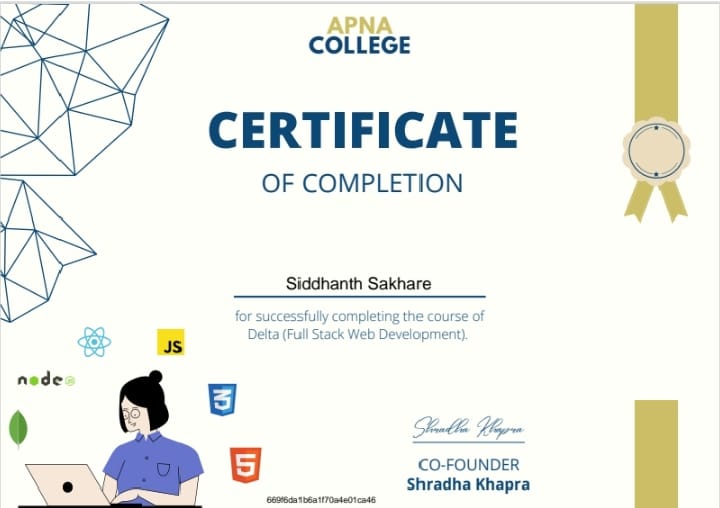 APNA
COLLEGE
CERTIFICATE
OF COMPLETION
Siddhanth Sakhare
for successfully completing the course of
Delta (Full Stack Web Development).
JS
node
JS
3
5
Shradha Khapra
CO-FOUNDER
Shradha Khapra
669f6da1b6a1f70a4e01ca46